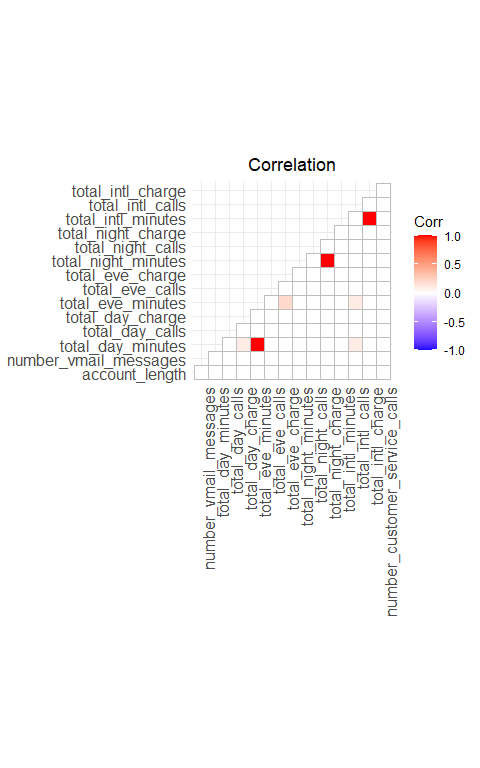 Correlation
total_intl_charge
total_intl_calls
total_intl_minutes
total_night_charge
total_night_calls
total_night_minutes
total_eve_charge
total_eve_calls
total_eve_minutes
total_day_charge
total_day_calls
total_day_minutes
number_vmail_messages
account_length
number_vmail_messages
total_day_minutes
total_day_calls
total_day_charge
total_eve_minutes
total_eve_calls
total_eve_charge
total_night_minutes
total_night_calls
total_night_charge
total_intl_minutes
total_intl_calls
total_intl_charge
number_customer_service_calls
Corr
1.0
0.5
0.0
-0.5
-1.0